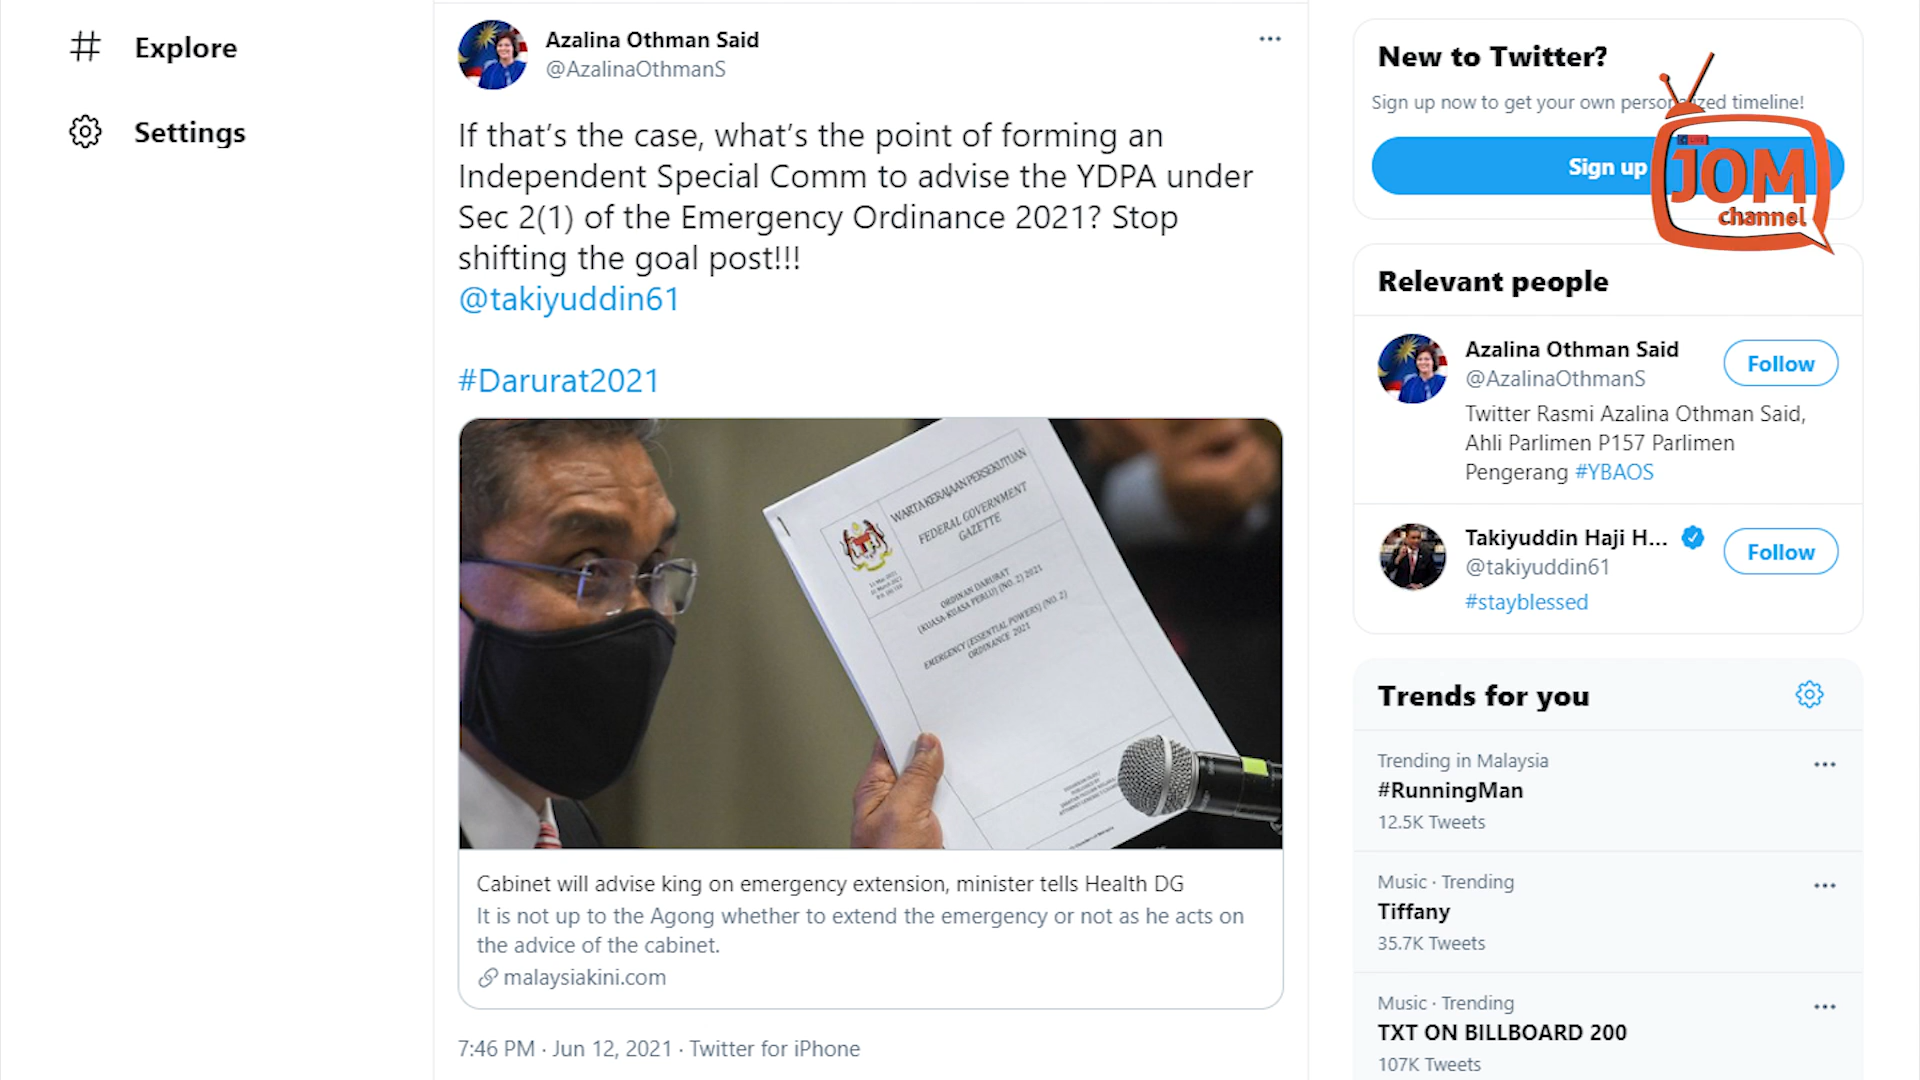 Explore
Settings
Azalina Othman Said
@AzalinaOthmanS
If that’s the case, what’s the point of forming an
Independent Special Comm to advise the YDPA under
Sec 2(1) of the Emergency Ordinance 2021? Stop
shifting the goal post!!!
@takiyuddin61
#Darurat2021
WARTA KERAJAAN PERSEKUTUAN
FEDERAL GOVERNMENT
GAZETTE
ORDINAN DARURAT
(KUASA-KUASA PERLU) (NO. 2) 2021
EMERGENCY (ESSENTIAL POWERS) (NO. 2)
ORDINANCE 2021
Cabinet will advise king on emergency extension, minister tells Health DG
It is not up to the Agong whether to extend the emergency or not as he acts on
the advice of the cabinet.
malaysiakini.com
7:46 PM · Jun 12, 2021 · Twitter for iPhone
New to Twitter?
Sign up now to get your own personalized timeline!
Sign up
JOM
channel
Relevant people
Azalina Othman Said
@AzalinaOthmanS
Follow
Twitter Rasmi Azalina Othman Said,
Ahli Parlimen P157 Parlimen
Pengerang #YBAOS
Takiyuddin Haji H...
@takiyuddin61
Follow
#stayblessed
Trends for you
Trending in Malaysia
#RunningMan
12.5K Tweets
Music · Trending
Tiffany
35.7K Tweets
Music · Trending
TXT ON BILLBOARD 200
107K Tweets